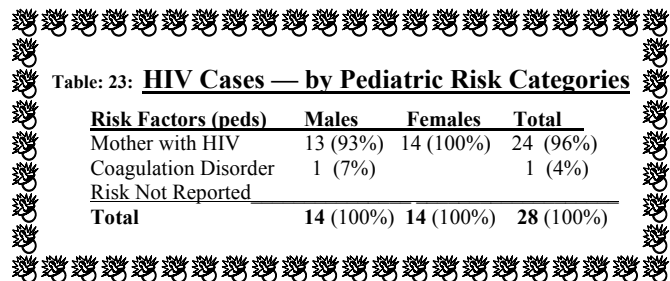 Table: 23: HIV Cases — by Pediatric Risk Categories
Risk Factors (peds) Males Females Total
Mother with HIV 13 (93%) 14 (100%) 24 (96%)
Coagulation Disorder 1 (7%) 1 (4%)
Risk Not Reported
Total 14 (100%) 14 (100%) 28 (100%)